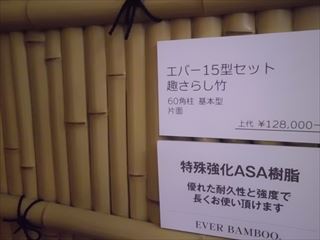 エバー15型セット
趣さらし竹
60角柱 基本型
片面
上代 ¥128,000-
特殊強化ASA樹脂
優れた耐久性と強度で
長くお使い頂けます
EVER BAMBOO.